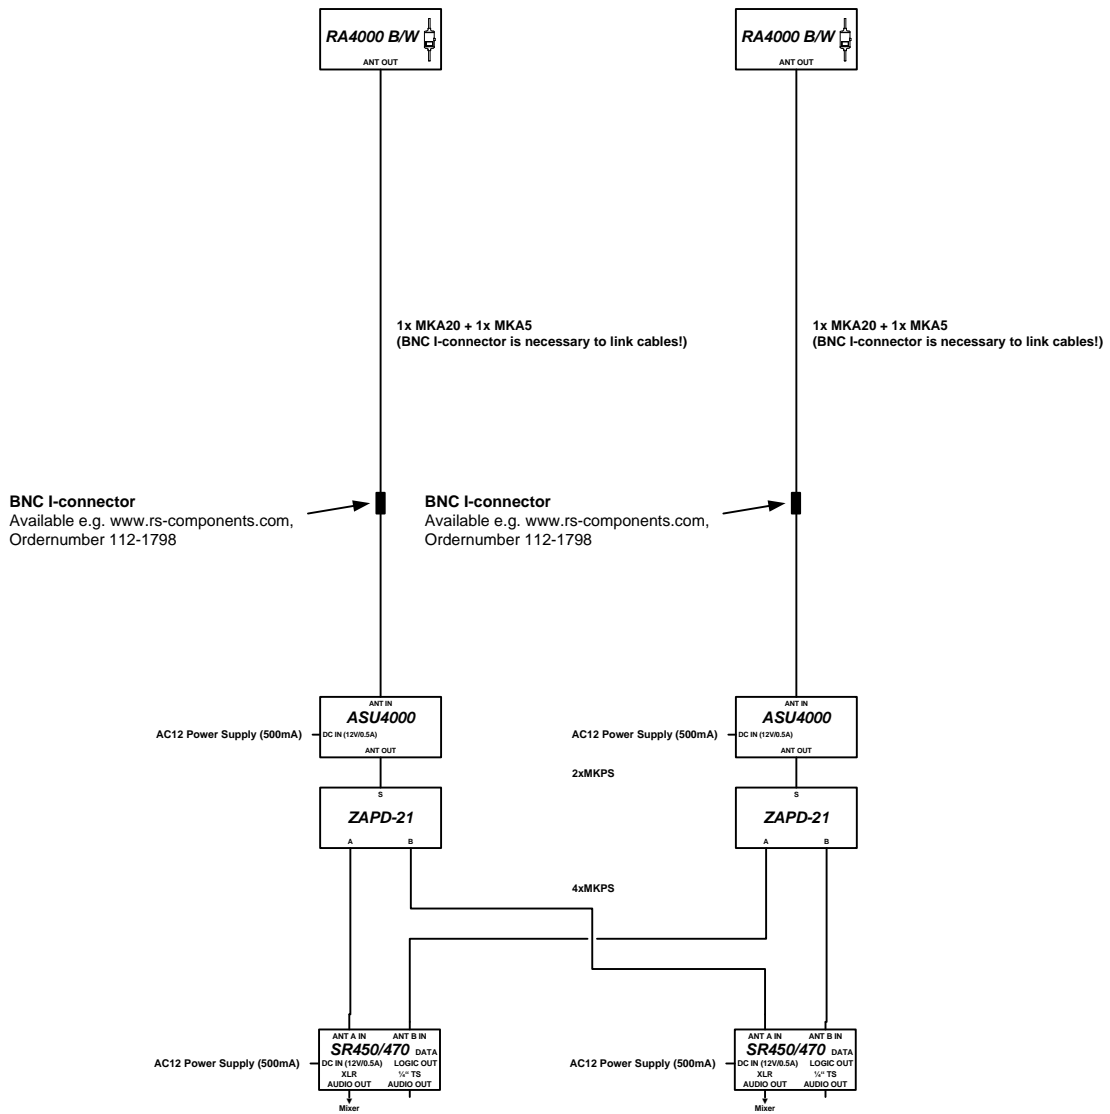 RA4000 B/W
ANT OUT
RA4000 B/W
ANT OUT
1x MKA20 + 1x MKA5
(BNC I-connector is necessary to link cables!)
1x MKA20 + 1x MKA5
(BNC I-connector is necessary to link cables!)
BNC I-connector
Available e.g. www.rs-components.com,
Ordernumber 112-1798
BNC I-connector
Available e.g. www.rs-components.com,
Ordernumber 112-1798
ANT IN
ASU4000
AC12 Power Supply (500mA)
DC IN (12V/0.5A)
ANT OUT
ANT IN
ASU4000
AC12 Power Supply (500mA)
DC IN (12V/0.5A)
ANT OUT
2xMKPS
S
ZAPD-21
A
B
S
ZAPD-21
A
B
4xMKPS
ANT A IN
ANT B IN
SR450/470
DATA
AC12 Power Supply (500mA)
DC IN (12V/0.5A)
LOGIC OUT
XLR
¼“ TS
AUDIO OUT
AUDIO OUT
Mixer
ANT A IN
ANT B IN
SR450/470
DATA
AC12 Power Supply (500mA)
DC IN (12V/0.5A)
LOGIC OUT
XLR
¼“ TS
AUDIO OUT
AUDIO OUT
Mixer